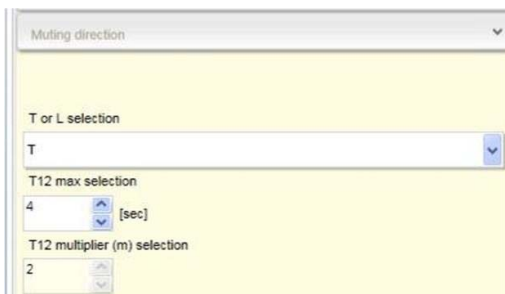 Muting direction
T or L selection
T
T12 max selection
4 [sec]
T12 multiplier (m) selection
2